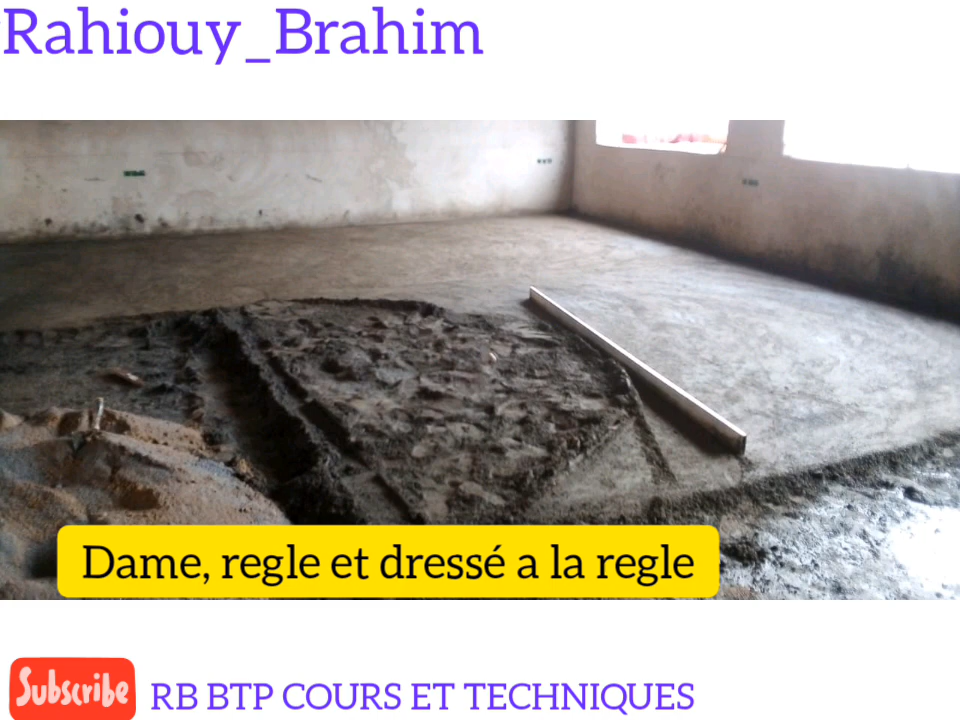 Rahiouy_Brahim
Dame, regle et dressé a la regle
Subscribe
RB BTP COURS ET TECHNIQUES